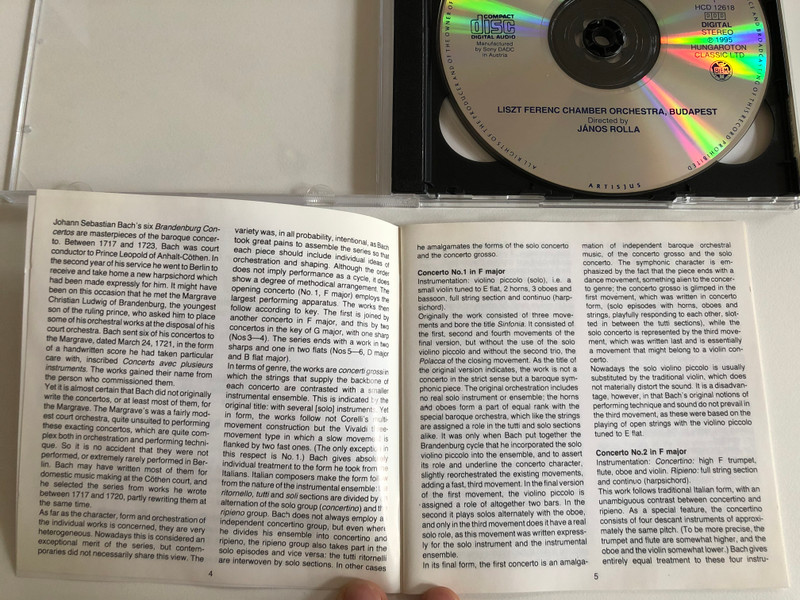 COMPACT
disc
DIGITAL AUDIO
Manufactured
by Sony DADC
in Austria
HCD 12618
DDD
DIGITAL
STEREO
℗ 1995
HUNGAROTON
CLASSIC LTD
LISZT FERENC CHAMBER ORCHESTRA, BUDAPEST
Directed by
JÁNOS ROLLA
ALL RIGHTS OF THE PRODUCER AND OF THE OWNER OF
AND BROADCASTING OF THIS RECORD PROHIBITED
ARTISJUS
Johann Sebastian Bach's six Brandenburg Con-
certos are masterpieces of the baroque concer-
to. Between 1717 and 1723, Bach was court
conductor to Prince Leopold of Anhalt-Cöthen. In
the second year of his service he went to Berlin to
receive and take home a new harpsichord which
had been made expressly for him. It might have
been on this occasion that he met the Margrave
Christian Ludwig of Brandenburg, the youngest
son of the ruling prince, who asked him to place
some of his orchestral works at the disposal of his
court orchestra. Bach sent six of his concertos to
the Margrave, dated March 24, 1721, in the form
of a handwritten score he had taken particular
care with, inscribed Concerts avec plusieurs
instruments. The works gained their name from
the person who commissioned them.
Yet it is almost certain that Bach did not originally
write the concertos, or at least most of them, for
the Margrave. The Margrave's was a fairly mod-
est court orchestra, quite unsuited to performing
these exacting concertos, which are quite com-
plex both in orchestration and performing techni-
que. So it is no accident that they were not
performed, or extremely rarely performed in Ber-
lin. Bach may have written most of them for
domestic music making at the Cöthen court, and
he selected the series from works he wrote
between 1717 and 1720, partly rewriting them at
the same time.
As far as the character, form and orchestration of
the individual works is concerned, they are very
heterogeneous. Nowadays this is considered an
exceptional merit of the series, but contem-
poraries did not necessarily share this view. The
4
variety was, in all probability, intentional, as Bach
took great pains to assemble the series so that
each piece should include individual ideas of
orchestration and shaping. Although the order
does not imply performance as a cycle, it does
show a degree of methodical arrangement. The
opening concerto (No 1, F major) employs the
largest performing apparatus. The works then
follow according to key. The first is joined by
another concerto in F major, and this by two
concertos in the key of G major, with one sharp
(Nos 3—4). The series ends with a work in two
sharps and one in two flats (Nos 5—6, D major
and B flat major).
In terms of genre, the works are concerti grossi in
which the strings that supply the backbone of
each concerto are contrasted with a smaller
instrumental ensemble. This is indicated by the
original title: with several [solo] instruments. Yet
in form, the works follow not Corelli's multi-
movement construction but the Vivaldi three-
movement type in which a slow movement is
flanked by two fast ones. (The only exception in
this respect is No. 1.) Bach gives absolutely
individual treatment to the form he took from the
Italians. Italian composers make the form follow
from the nature of the instrumental ensemble: the
ritornello, tutti and soli sections are divided by
alternation of the solo group (concertino) and the
ripieno group. Bach does not always employ an
independent concertino group, but even when
he divides his ensemble into concertino and
ripieno, the ripieno group also takes part in the
solo episodes and vice versa: the tutti ritornelli
are interwoven by solo sections. In other cases
he amalgamates the forms of the solo concerto
and the concerto grosso.
Concerto No.1 in F major
Instrumentation: violino piccolo (solo), i.e. a
small violin tuned to E flat, 2 horns, 3 oboes and
bassoon, full string section and continuo (harp-
sichord).
Originally the work consisted of three move-
ments and bore the title Sinfonia. It consisted of
the first, second and fourth movements of the
final version, but without the use of the solo
violino piccolo and without the second trio, the
Polacca of the closing movement. As the title of
the original version indicates, the work is not a
concerto in the strict sense but a baroque sym-
phonic piece. The original orchestration includes
no real solo instrument or ensemble; the horns
and oboes form a part of equal rank with the
special baroque orchestra, which like the strings
are assigned a role in the tutti and solo sections
alike. It was only when Bach put together the
Brandenburg cycle that he incorporated the solo
violino piccolo into the ensemble, and to assert
its role and underline the concerto character,
slightly reorchestrated the existing movements,
adding a fast, third movement. In the final version
of the first movement, the violino piccolo is
assigned a role of altogether two bars. In the
second it plays solos alternately with the oboe,
and only in the third movement does it have a real
solo role, as this movement was written express-
ly for the solo instrument and the instrumental
ensemble.
In its final form, the first concerto is an amalga-
mation of independent baroque orchestral
music, of the concerto grosso and the solo
concerto. The symphonic character is em-
phasized by the fact that the piece ends with a
dance movement, something alien to the concer-
to genre; the concerto grosso is glimpsed in the
first movement, which was written in concerto
form, (solo episodes with horns, oboes and
strings, playfully responding to each other, slot-
ted in between the tutti sections), while the
solo concerto is represented by the third move-
ment, which was written last and is essentially
a movement that might belong to a violin con-
certo.
Nowadays the solo violino piccolo is usually
substituted by the traditional violin, which does
not materially distort the sound. It is a disadvan-
tage, however, in that Bach's original notions of
performing technique and sound do not prevail in
the third movement, as these were based on the
playing of open strings with the violino piccolo
tuned to E flat.
Concerto No.2 in F major
Instrumentation: Concertino: high F trumpet,
flute, oboe and violin. Ripieno: full string section
and continuo (harpsichord).
This work follows traditional Italian form, with an
unambiguous contrast between concertino and
ripieno. As a special feature, the concertino
consists of four descant instruments of approxi-
mately the same pitch. (To be more precise, the
trumpet and flute are somewhat higher, and the
oboe and the violin somewhat lower.) Bach gives
entirely equal treatment to these four instru-
5